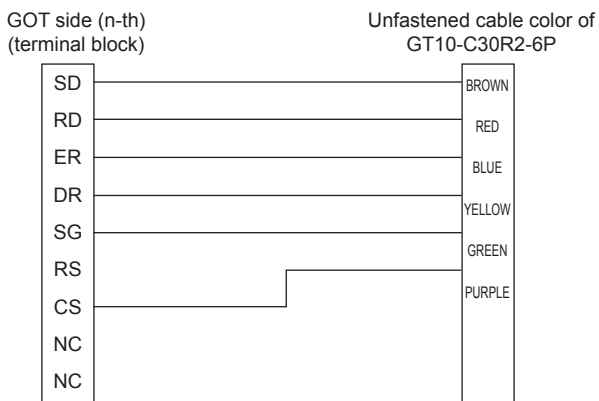 GOT side (n-th)
(terminal block)
Unfastened cable color of
GT10-C30R2-6P
SD
RD
ER
DR
SG
RS
CS
NC
NC
BROWN
RED
BLUE
YELLOW
GREEN
PURPLE